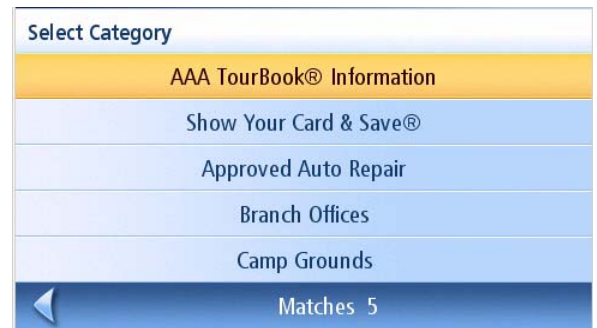 Select Category
AAA TourBook® Information
Show Your Card & Save®
Approved Auto Repair
Branch Offices
Camp Grounds
Matches 5